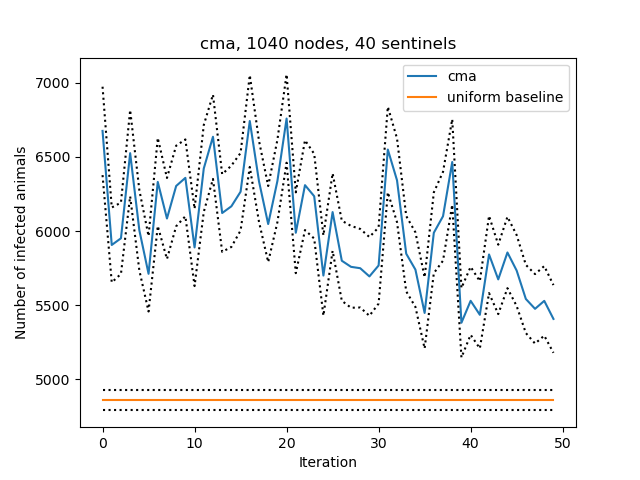 cma, 1040 nodes, 40 sentinels
cma
uniform baseline
7000
6500
6000
5500
5000
Number of infected animals
0 10 20 30 40 50
Iteration